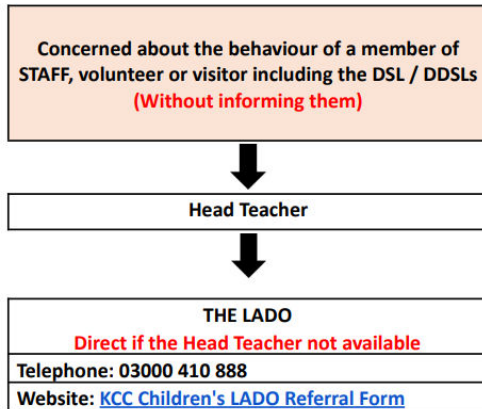 Concerned about the behaviour of a member of
STAFF, volunteer or visitor including the DSL / DDSLs
(Without informing them)
Head Teacher
THE LADO
Direct if the Head Teacher not available
Telephone: 03000 410 888
Website: KCC Children's LADO Referral Form